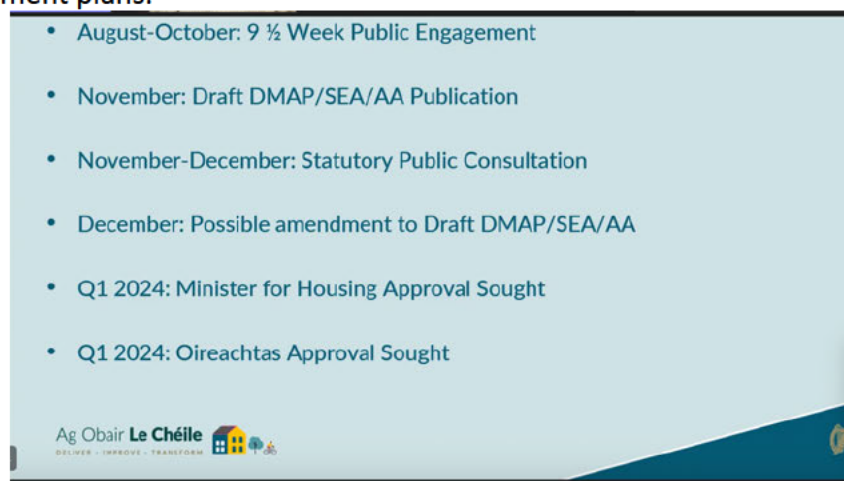 ment plans.
• August-October: 9 ½ Week Public Engagement
• November: Draft DMAP/SEA/AA Publication
• November-December: Statutory Public Consultation
• December: Possible amendment to Draft DMAP/SEA/AA
• Q1 2024: Minister for Housing Approval Sought
• Q1 2024: Oireachtas Approval Sought
Ag Obair Le Chéile
DELIVER - IMPROVE - TRANSFORM